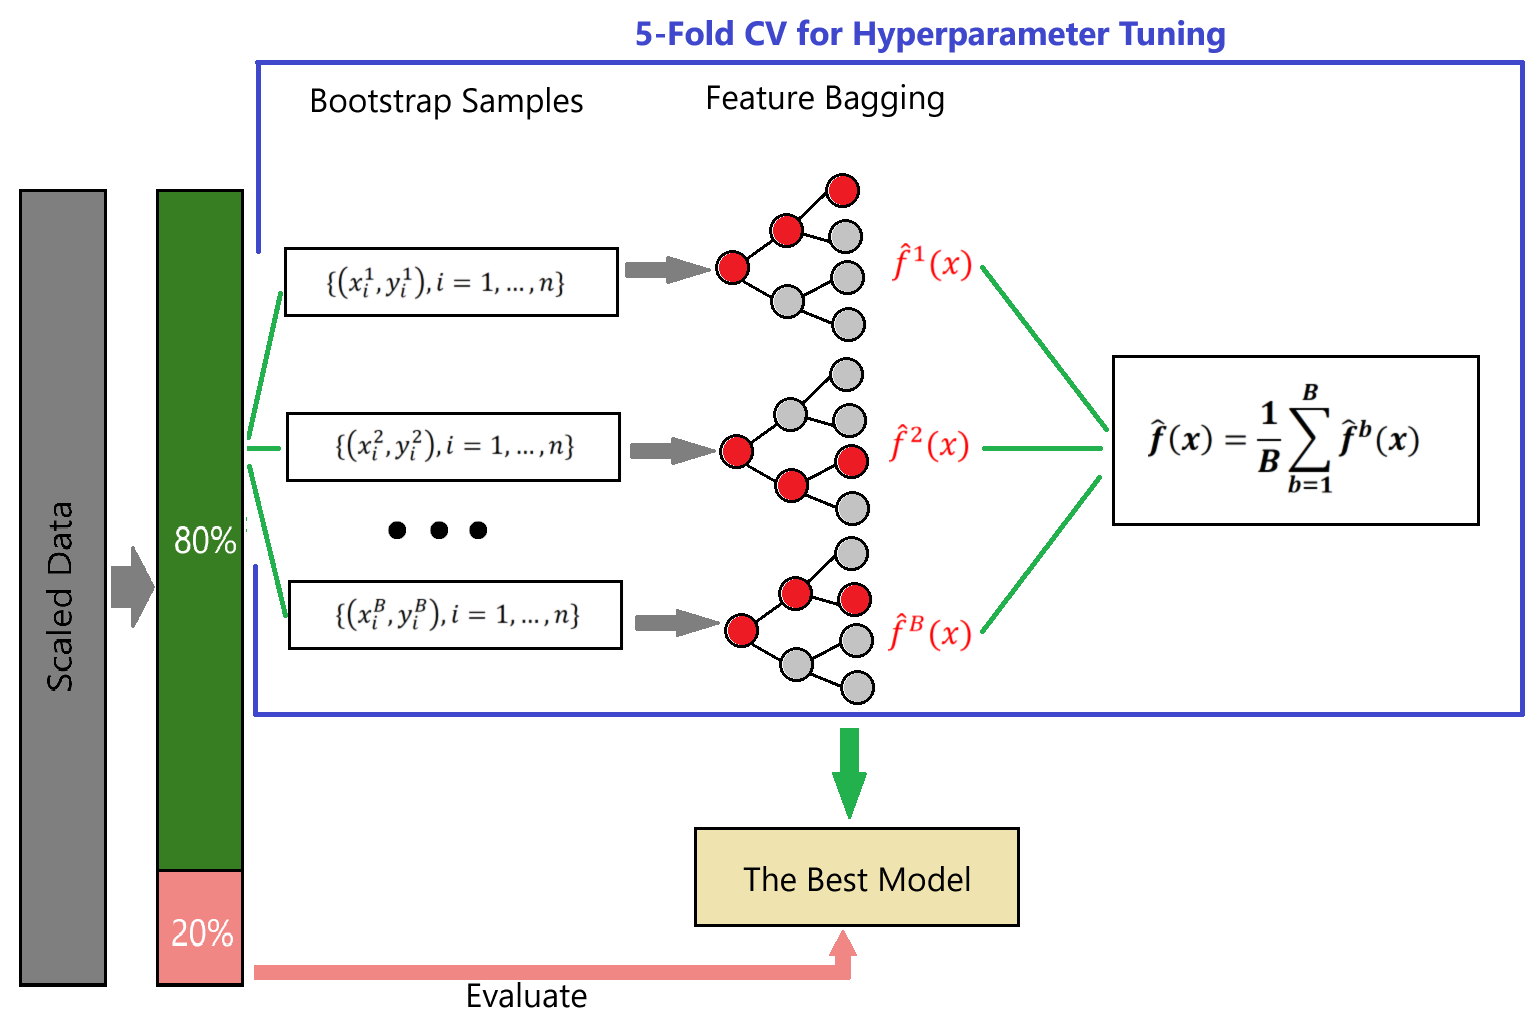 5-Fold CV for Hyperparameter Tuning
Bootstrap Samples
Feature Bagging
Scaled Data
80%
20%
{(x_i^1, y_i^1), i = 1, ..., n}
f̂^1(x)
{(x_i^2, y_i^2), i = 1, ..., n}
f̂^2(x)
{(x_i^B, y_i^B), i = 1, ..., n}
f̂^B(x)
f̂(x) = 1/B ∑_{b=1}^{B} f̂^b(x)
The Best Model
Evaluate